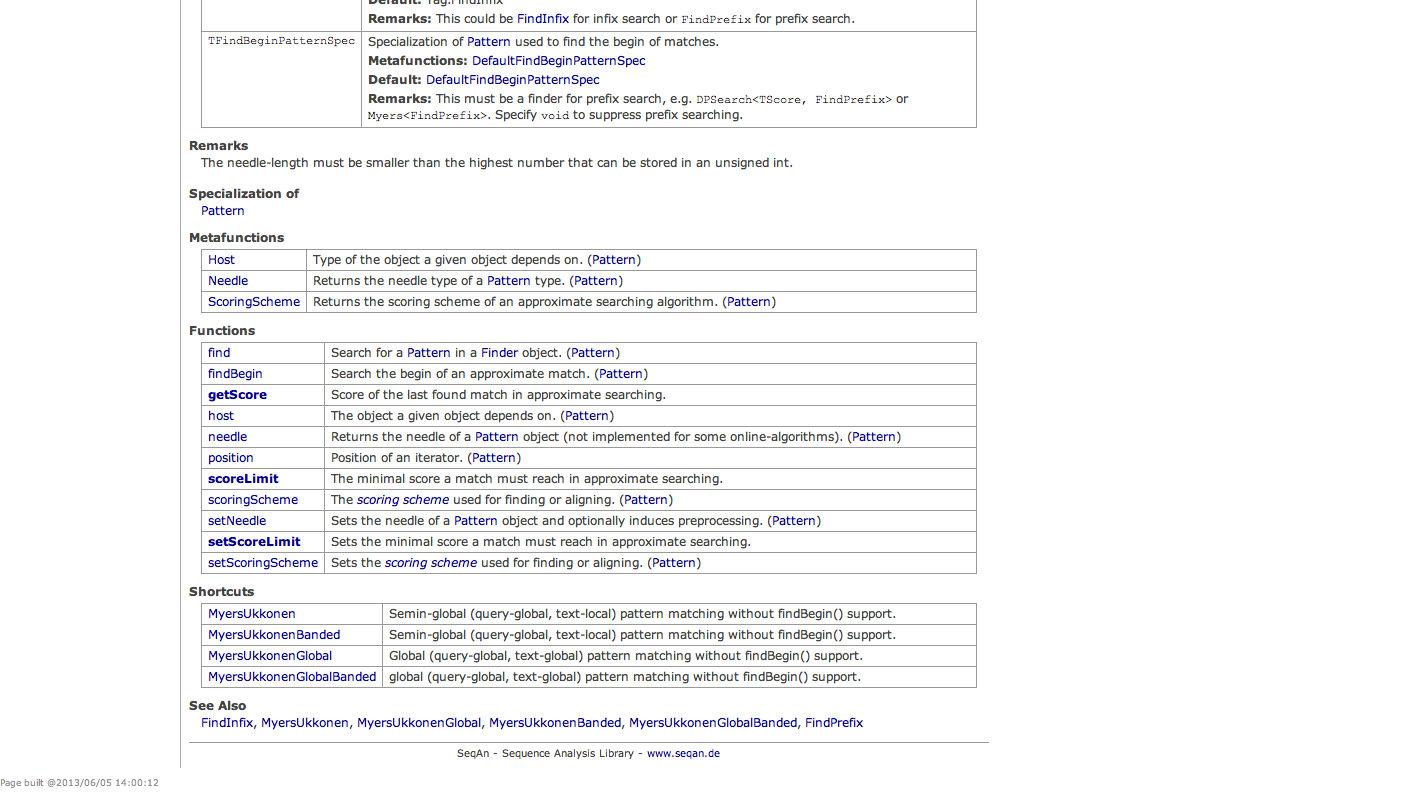 Default: Tag.FindInfix
Remarks: This could be FindInfix for infix search or FindPrefix for prefix search.
TFindBeginPatternSpec Specialization of Pattern used to find the begin of matches.
Metafunctions: DefaultFindBeginPatternSpec
Default: DefaultFindBeginPatternSpec
Remarks: This must be a finder for prefix search, e.g. DPSearch<TScore, FindPrefix> or
Myers<FindPrefix>. Specify void to suppress prefix searching.
Remarks
The needle-length must be smaller than the highest number that can be stored in an unsigned int.
Specialization of
Pattern
Metafunctions
Host Type of the object a given object depends on. (Pattern)
Needle Returns the needle type of a Pattern type. (Pattern)
ScoringScheme Returns the scoring scheme of an approximate searching algorithm. (Pattern)
Functions
find Search for a Pattern in a Finder object. (Pattern)
findBegin Search the begin of an approximate match. (Pattern)
getScore Score of the last found match in approximate searching.
host The object a given object depends on. (Pattern)
needle Returns the needle of a Pattern object (not implemented for some online-algorithms). (Pattern)
position Position of an iterator. (Pattern)
scoreLimit The minimal score a match must reach in approximate searching.
scoringScheme The scoring scheme used for finding or aligning. (Pattern)
setNeedle Sets the needle of a Pattern object and optionally induces preprocessing. (Pattern)
setScoreLimit Sets the minimal score a match must reach in approximate searching.
setScoringScheme Sets the scoring scheme used for finding or aligning. (Pattern)
Shortcuts
MyersUkkonen Semin-global (query-global, text-local) pattern matching without findBegin() support.
MyersUkkonenBanded Semin-global (query-global, text-local) pattern matching without findBegin() support.
MyersUkkonenGlobal Global (query-global, text-global) pattern matching without findBegin() support.
MyersUkkonenGlobalBanded global (query-global, text-global) pattern matching without findBegin() support.
See Also
FindInfix, MyersUkkonen, MyersUkkonenGlobal, MyersUkkonenBanded, MyersUkkonenGlobalBanded, FindPrefix
SeqAn - Sequence Analysis Library - www.seqan.de
Page built @2013/06/05 14:00:12